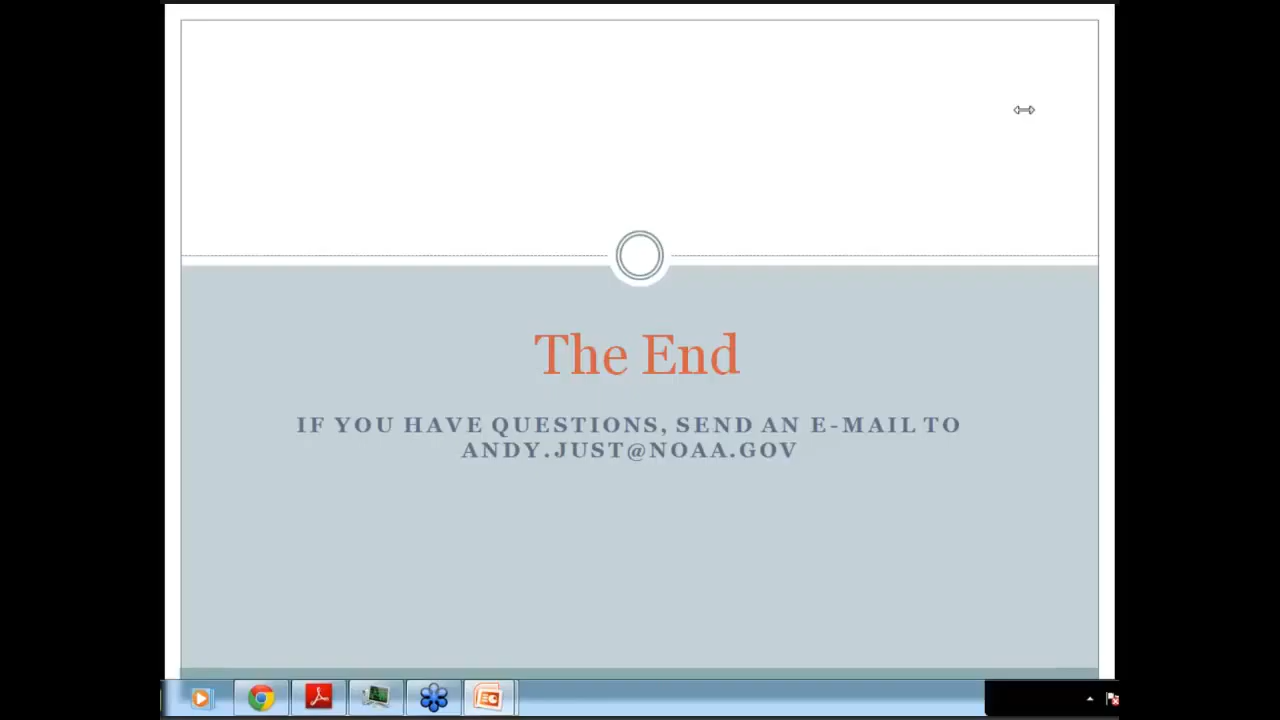 The End
IF YOU HAVE QUESTIONS, SEND AN E-MAIL TO
ANDY.JUST@NOAA.GOV